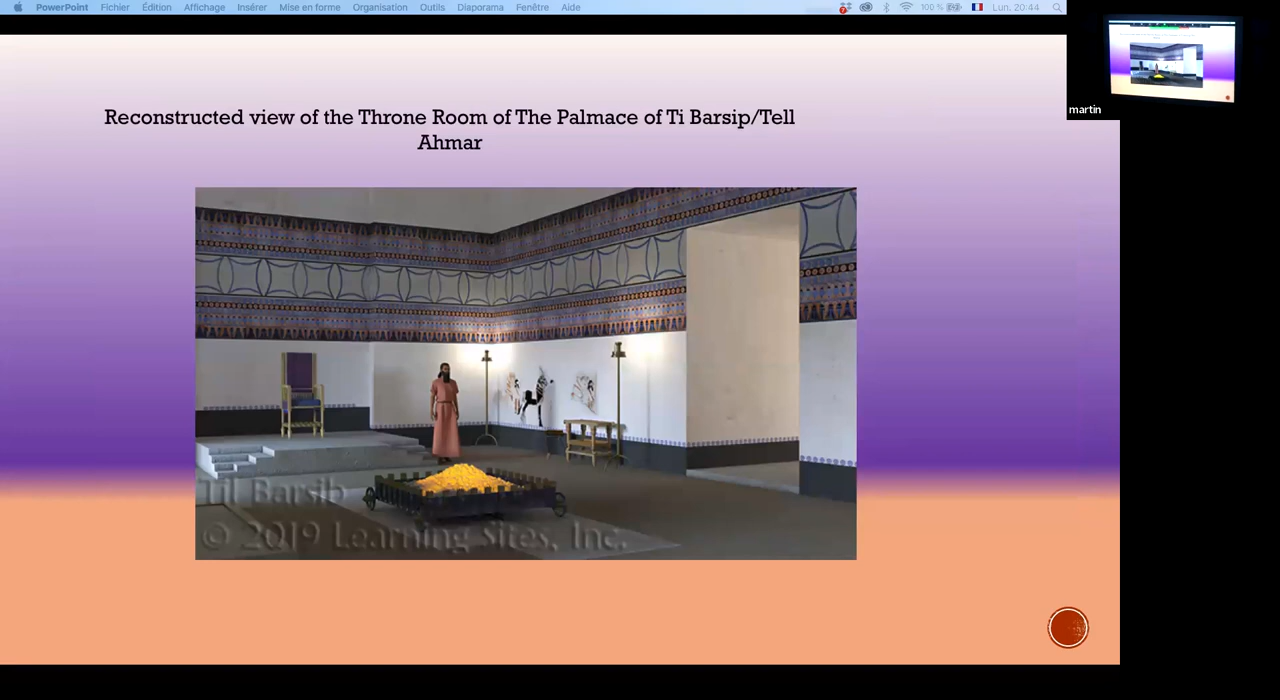 PowerPoint Fichier Édition Affichage Insérer Mise en forme Organisation Outils Diaporama Fenêtre Aide 7 100 % Lun. 20:44
martin
Reconstructed view of the Throne Room of The Palmace of Ti Barsip/Tell
Ahmar
Til Barsib
© 2019 Learning Sites, Inc.